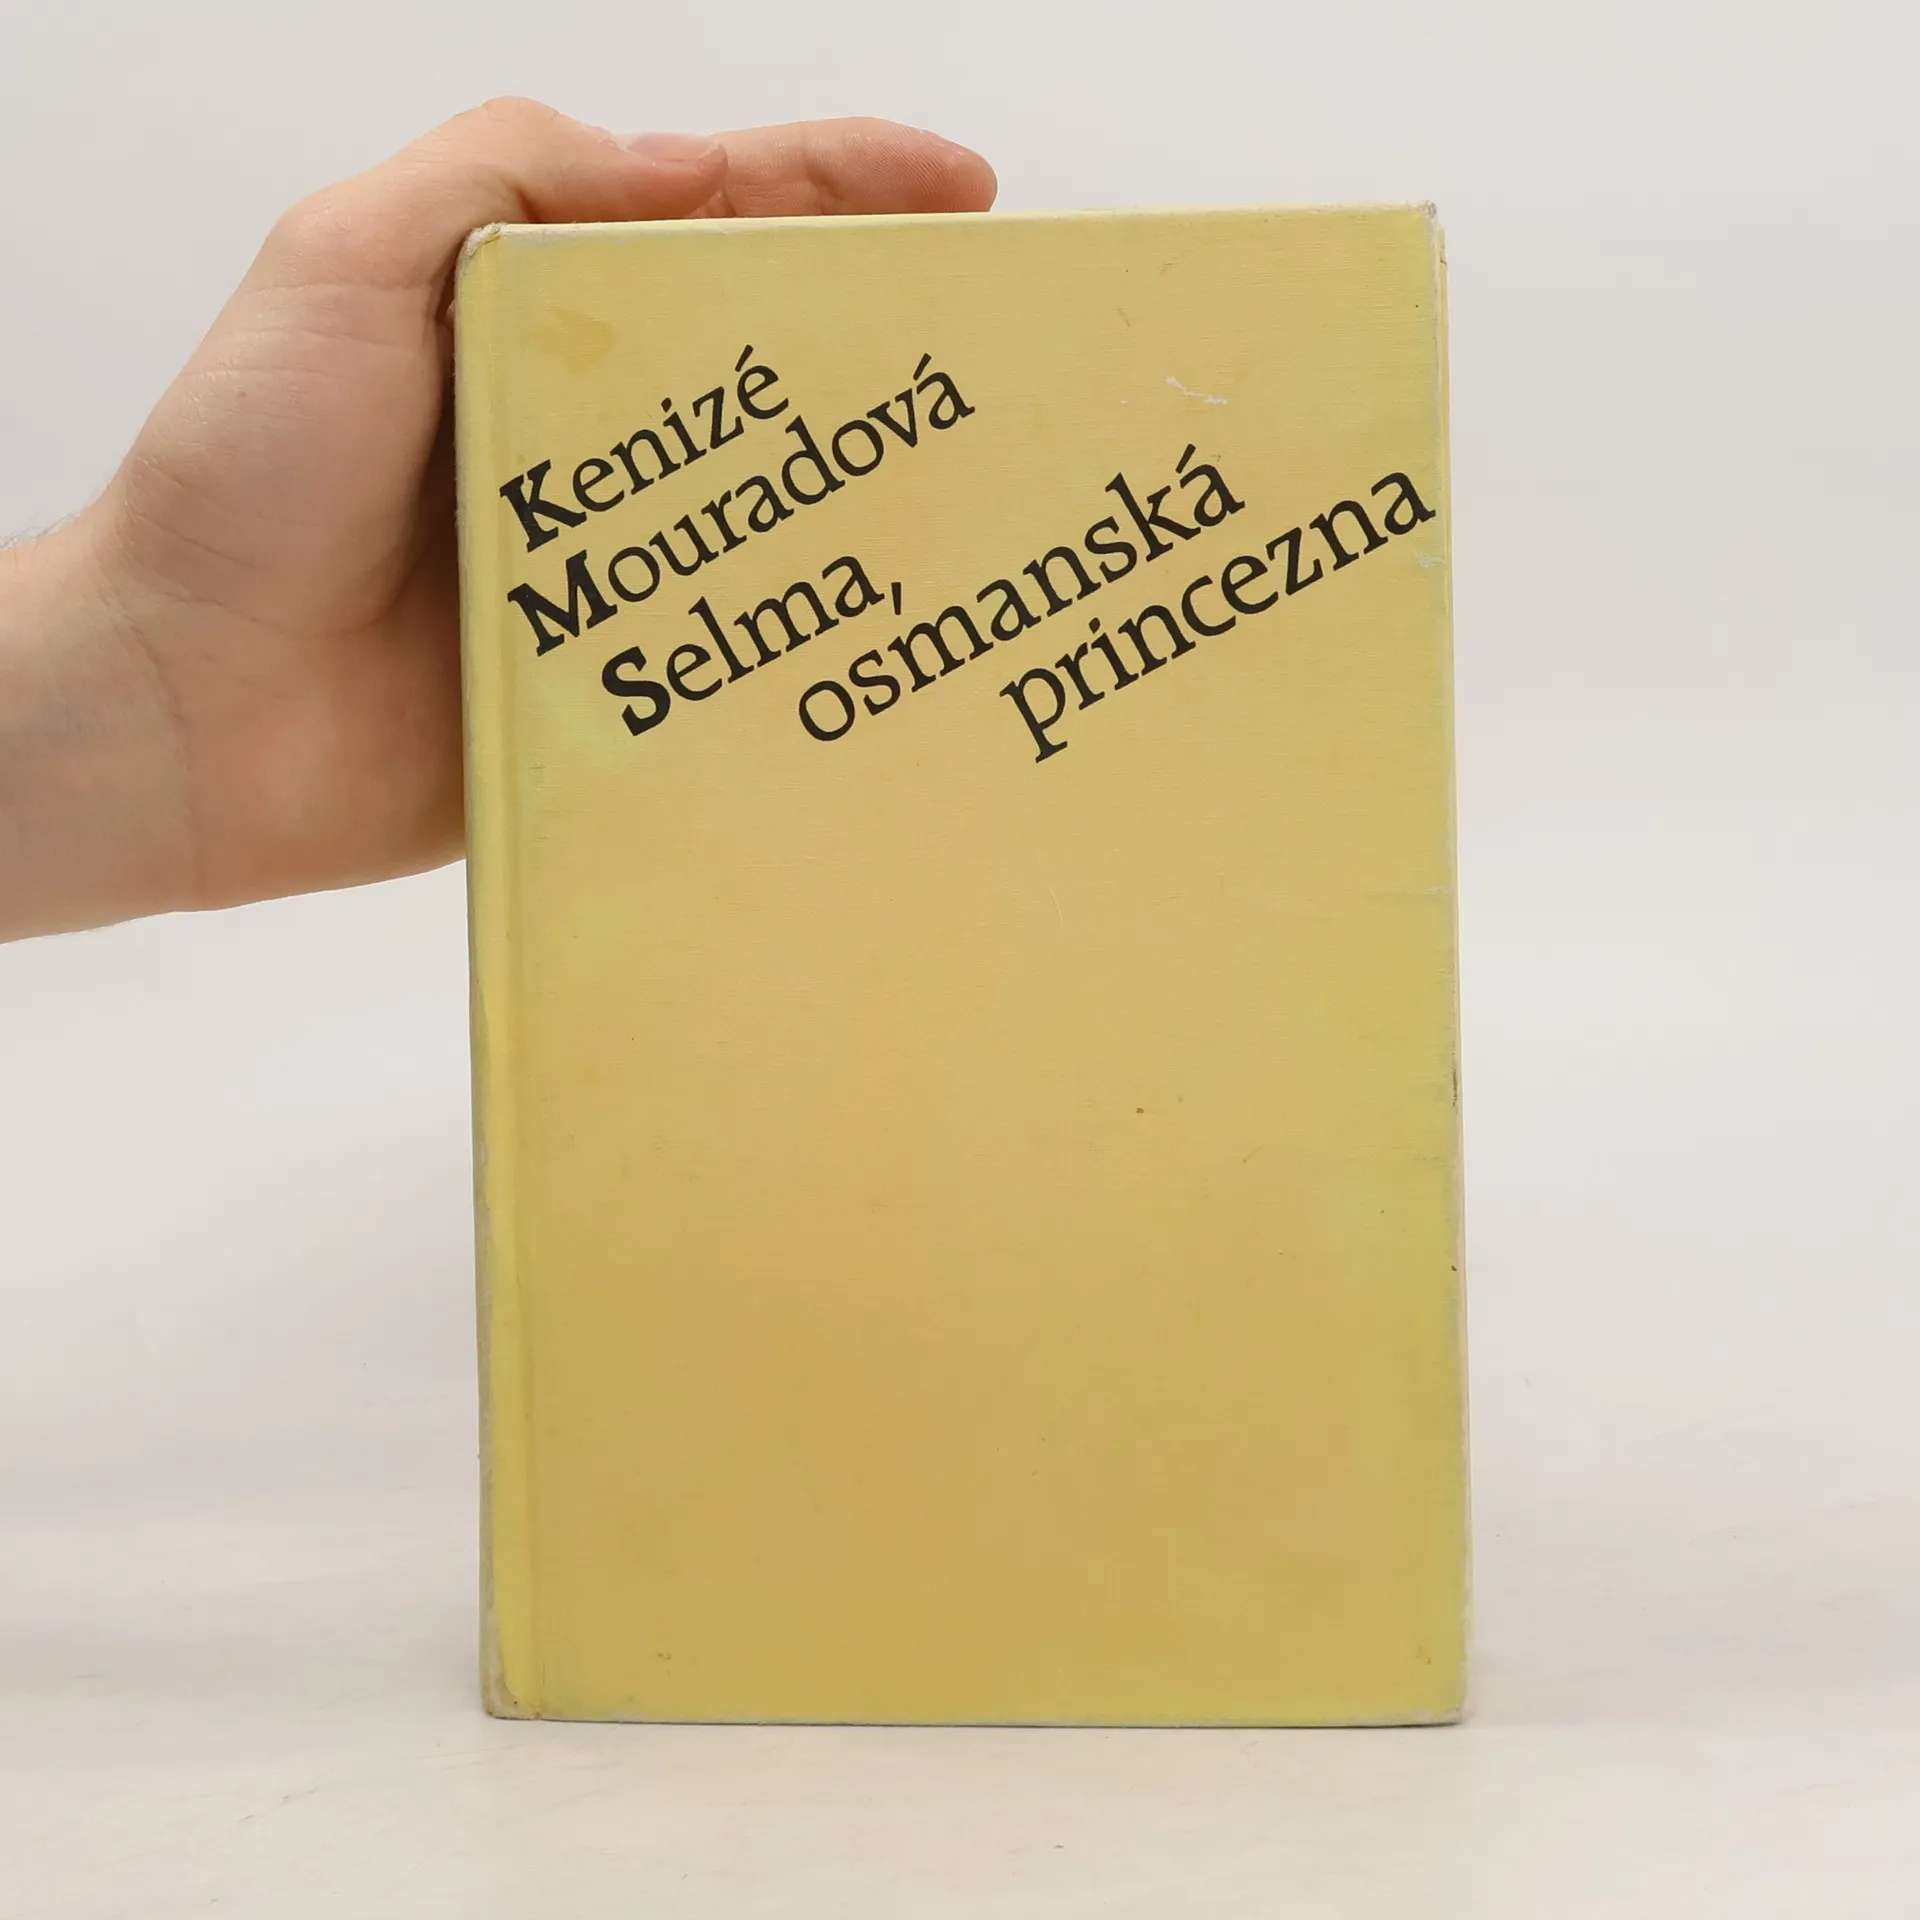 Kenizé
Mouradová
Selma,
osmanská
princezna